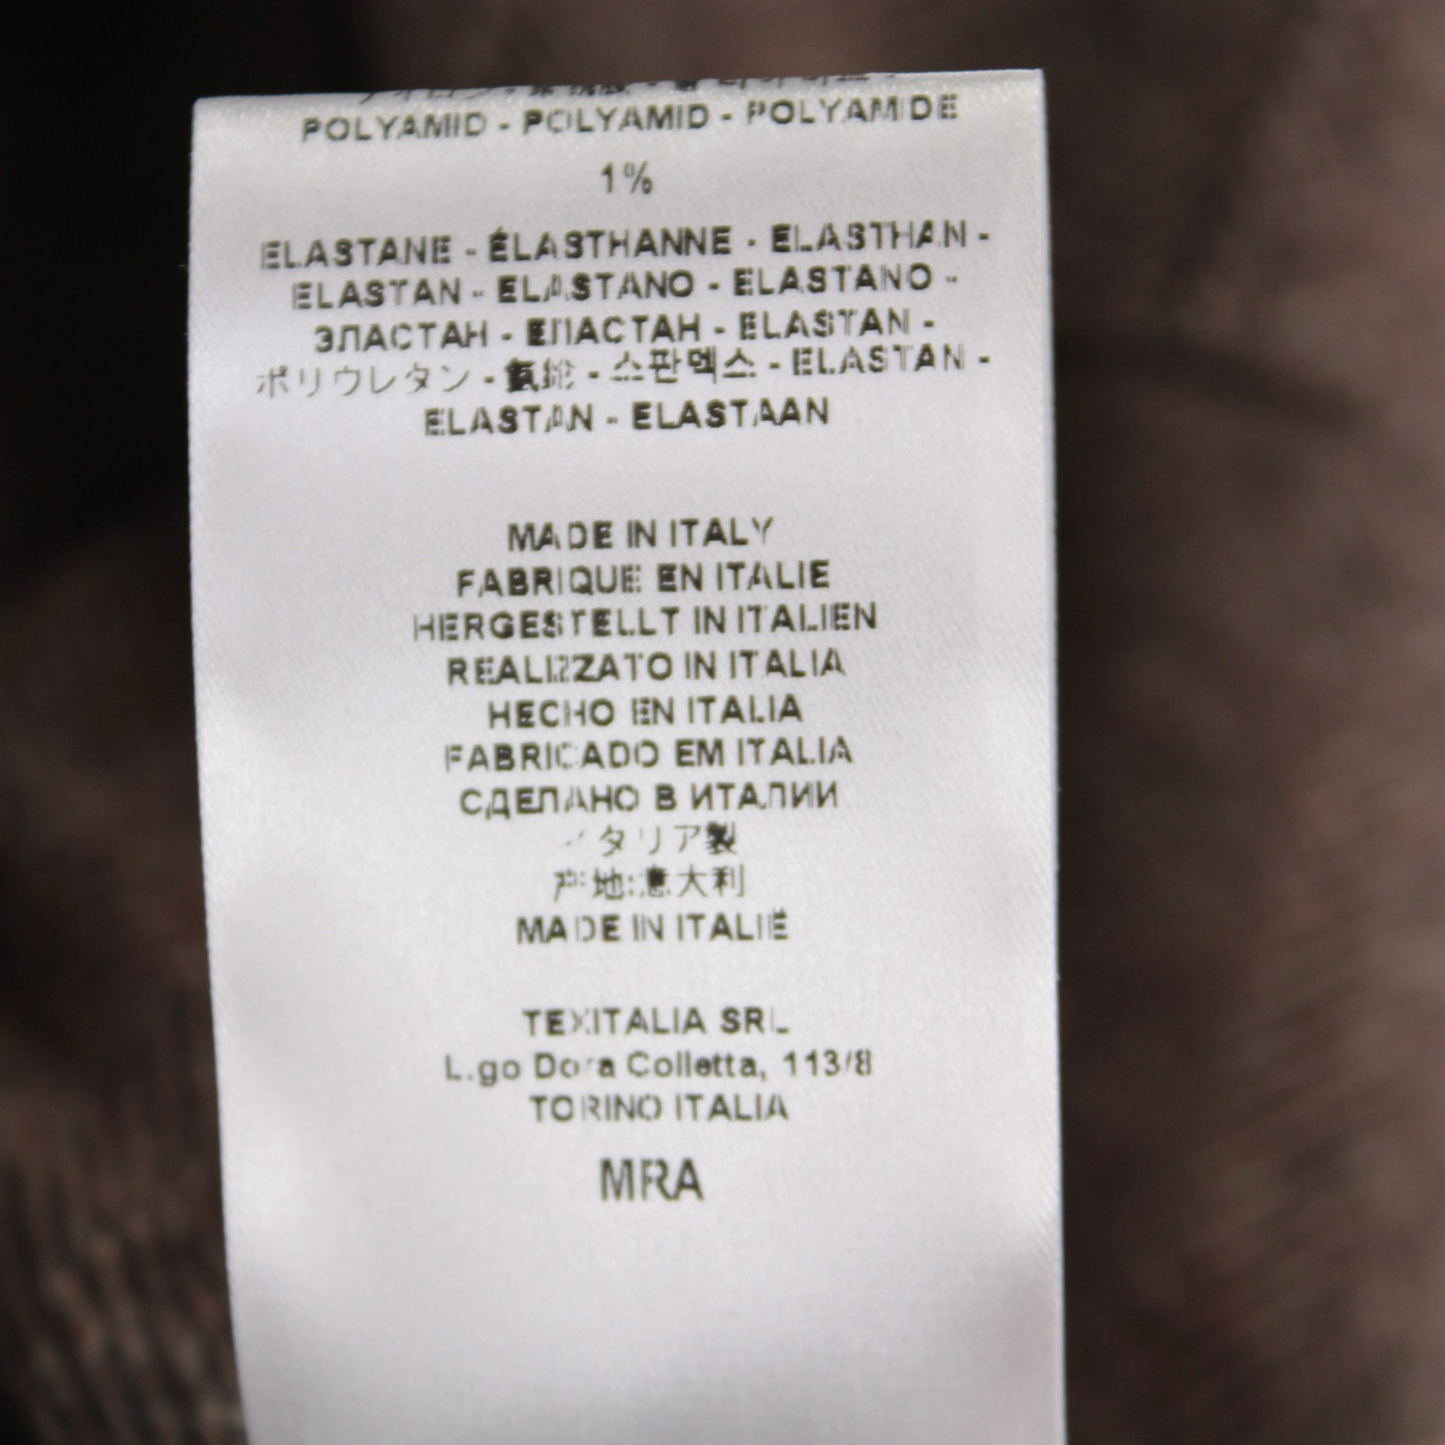 POLYAMID - POLYAMID - POLYAMIDE
1%
ELASTANE - ÉLASTHANNE - ELASTHAN -
ELASTAN - ELASTANO - ELASTANO -
ЭЛАСТАН - ЕЛАСТАН - ELASTAN -
ポリウレタン - 氨纶 - 스판덱스 - ELASTAN -
ELASTAN - ELASTAAN
MADE IN ITALY
FABRIQUE EN ITALIE
HERGESTELLT IN ITALIEN
REALIZZATO IN ITALIA
HECHO EN ITALIA
FABRICADO EM ITALIA
СДЕЛАНО В ИТАЛИИ
イタリア製
产地:意大利
MADE IN ITALIË
TEXITALIA SRL
L.go Dora Colletta, 113/8
TORINO ITALIA
MRA